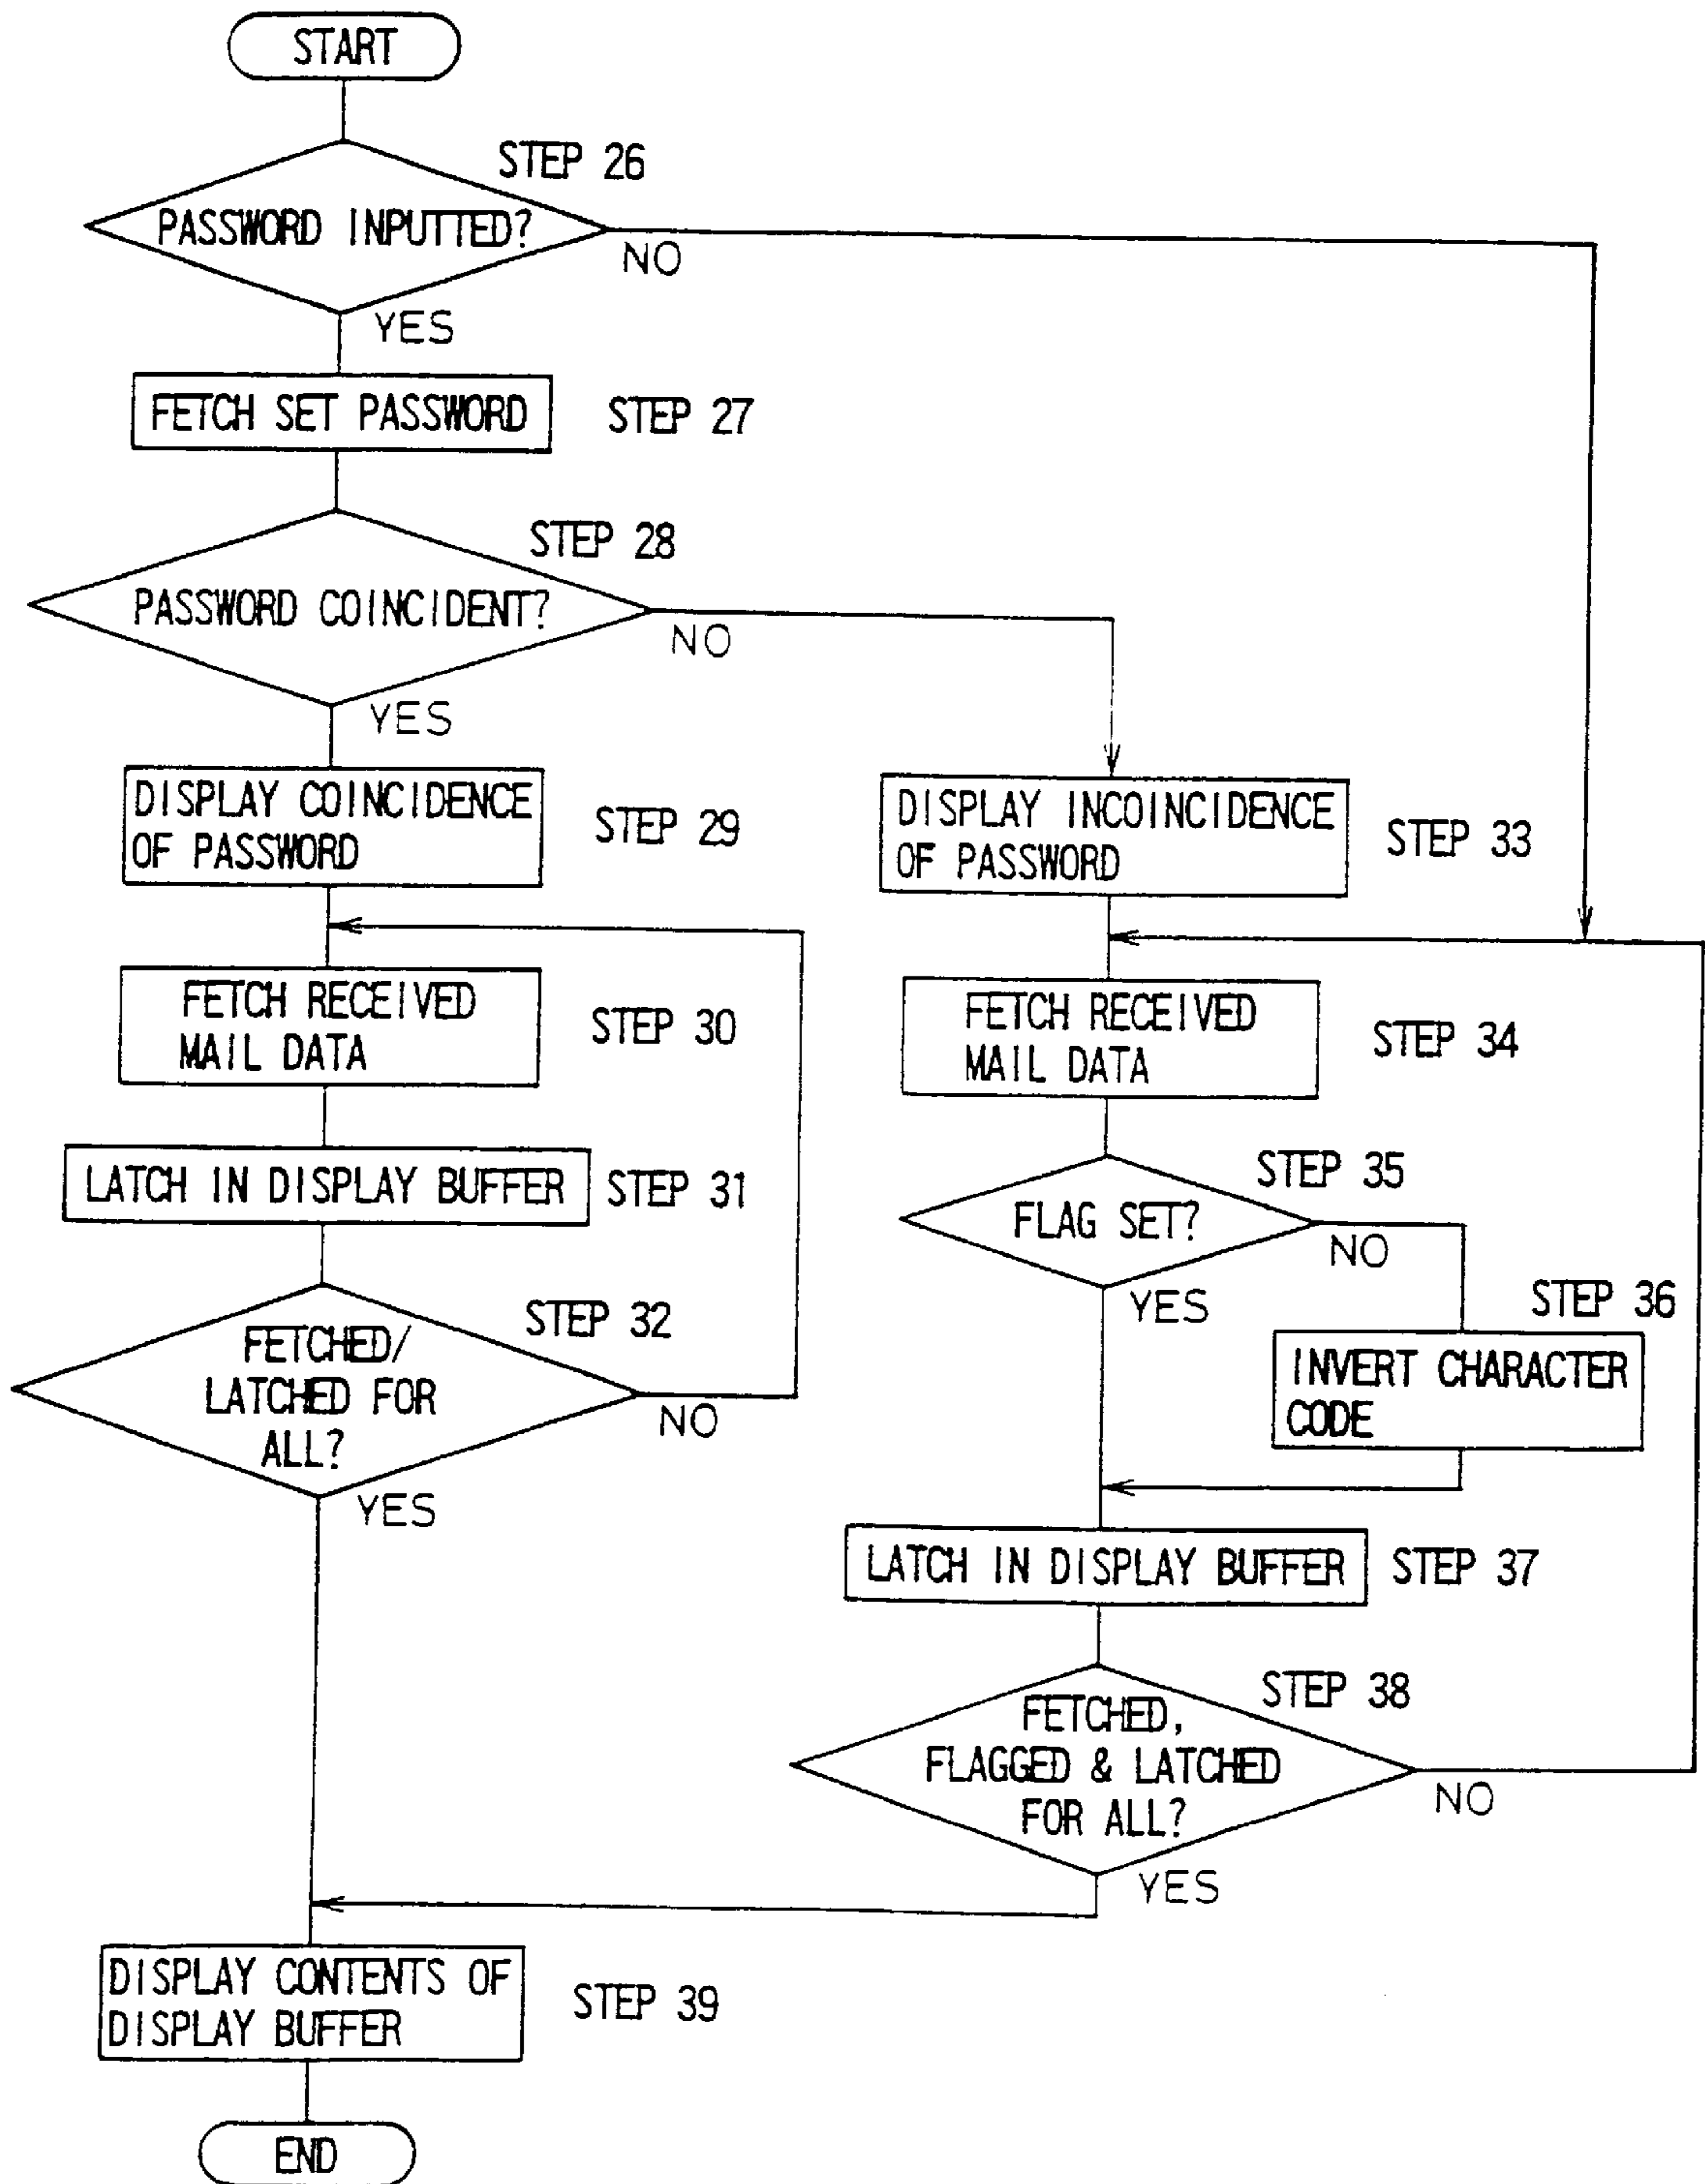 START
STEP 26
PASSWORD INPUTTED?
NO
YES
FETCH SET PASSWORD
STEP 27
STEP 28
PASSWORD COINCIDENT?
NO
YES
DISPLAY COINCIDENCE
OF PASSWORD
STEP 29
DISPLAY INCOINCIDENCE
OF PASSWORD
STEP 33
FETCH RECEIVED
MAIL DATA
STEP 30
FETCH RECEIVED
MAIL DATA
STEP 34
LATCH IN DISPLAY BUFFER
STEP 31
STEP 35
FLAG SET?
NO
YES
STEP 36
INVERT CHARACTER
CODE
STEP 32
FETCHED/
LATCHED FOR
ALL?
NO
YES
LATCH IN DISPLAY BUFFER
STEP 37
STEP 38
FETCHED,
FLAGGED & LATCHED
FOR ALL?
NO
YES
DISPLAY CONTENTS OF
DISPLAY BUFFER
STEP 39
END